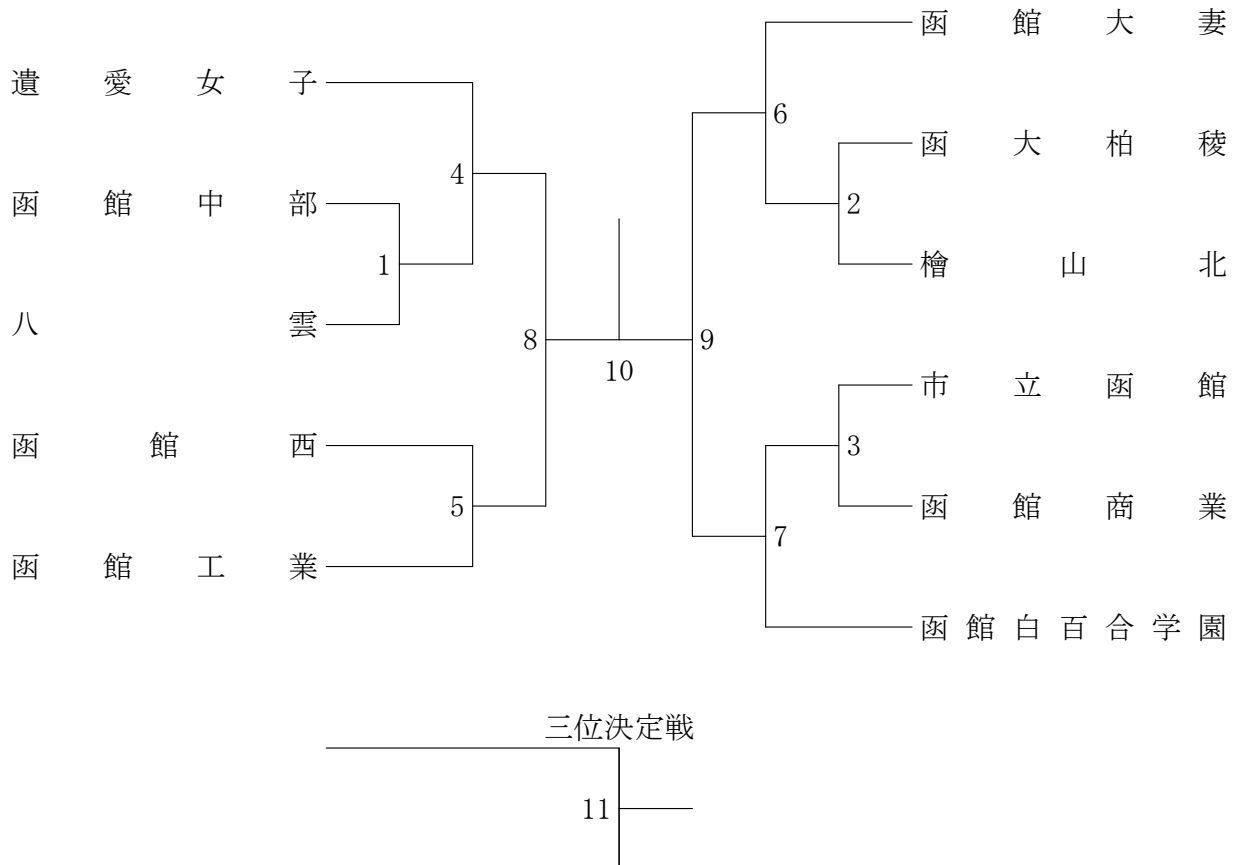 函館大妻
遺愛女子
6
函大柏稜
4
函館中部
2
1
檜山北
八雲
8
9
10
市立函館
函館西
3
5
函館商業
7
函館工業
函館白百合学園
三位決定戦
11